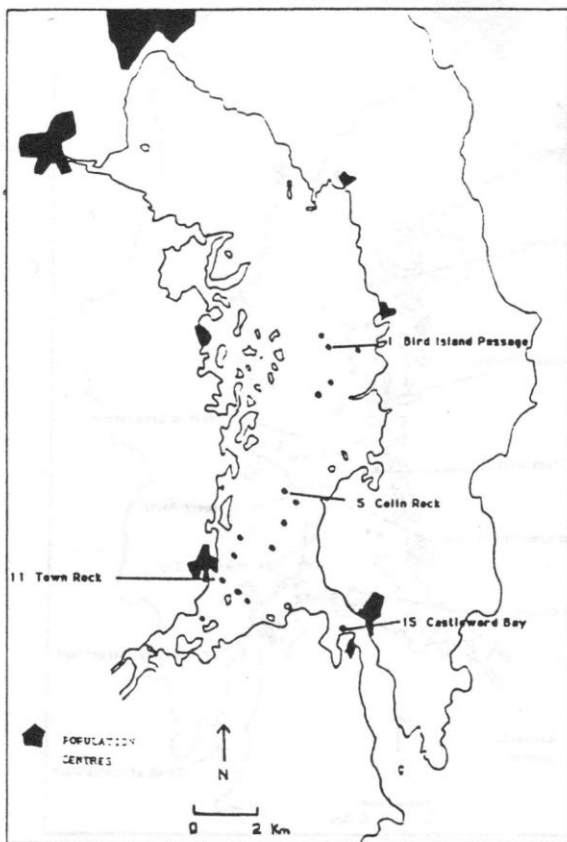 1 Bird Island Passage
5 Colin Rock
11 Town Rock
15 Castleward Bay
POPULATION
CENTRES
N
0 2 Km